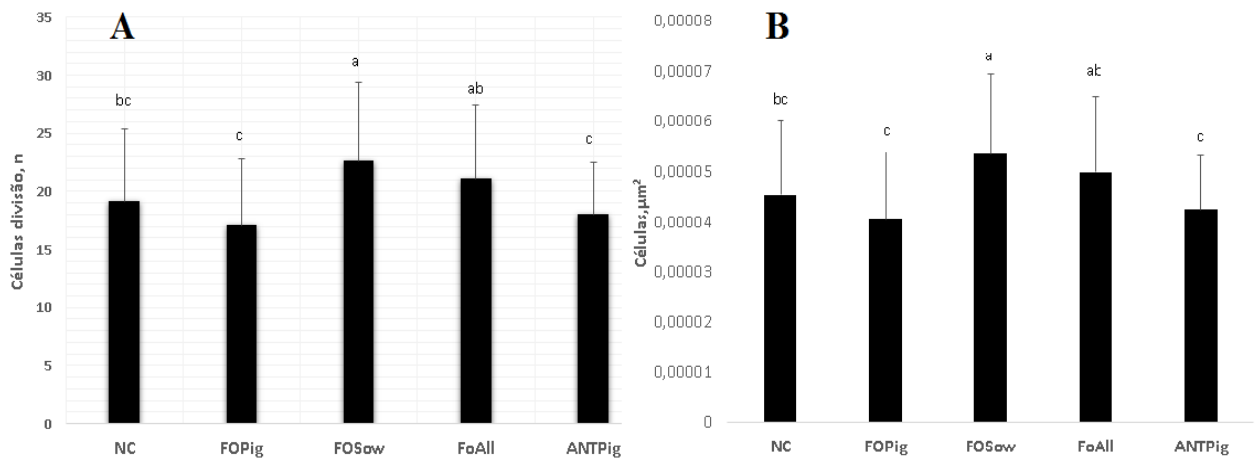 A
Células divisão, n
35
30
25
20
15
10
5
0
bc
c
a
ab
c
NC
FOPig
FOSow
FoAll
ANTPig
B
Células,µm²
0,00008
0,00007
0,00006
0,00005
0,00004
0,00003
0,00002
0,00001
0
bc
c
a
ab
c
NC
FOPig
FOSow
FoAll
ANTPig